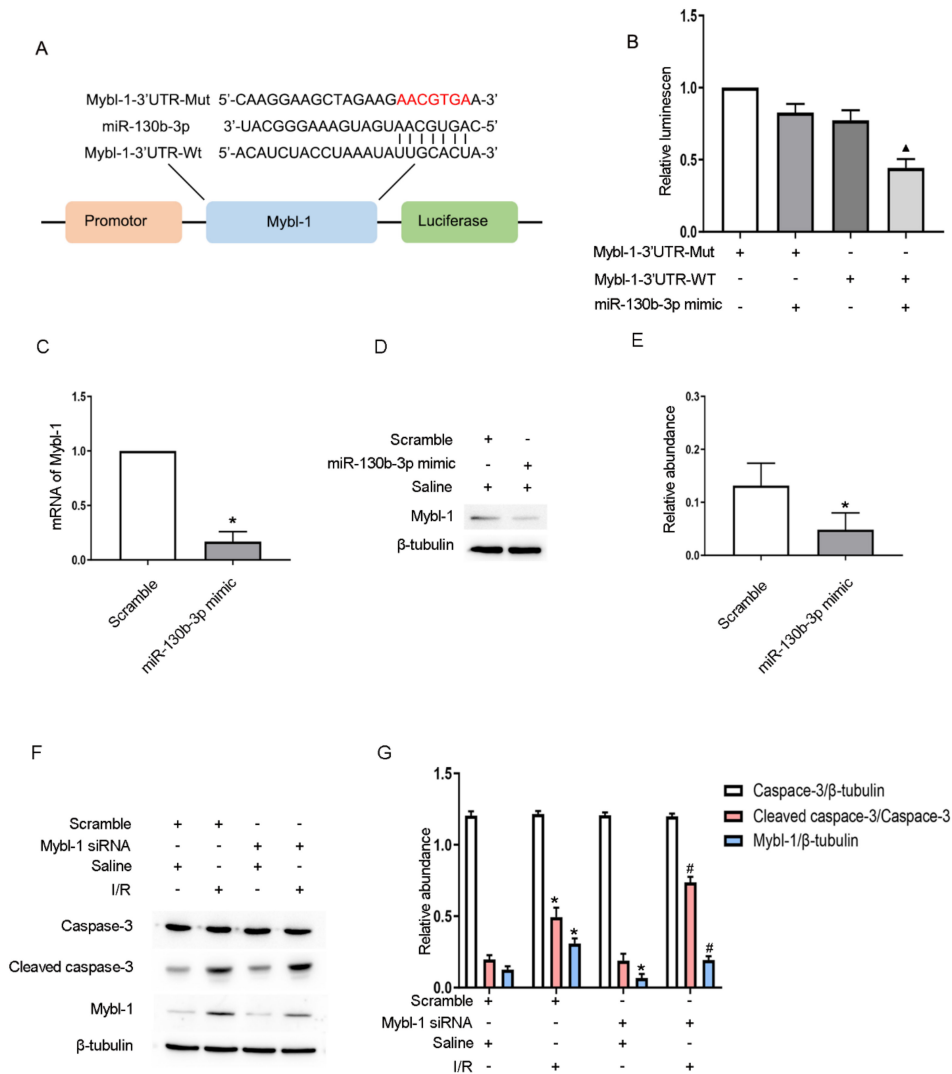 A
Mybl-1-3'UTR-Mut 5'-CAAGGAAGCTAGAAGAACGTGAA-3'
miR-130b-3p 3'-UACGGGAAAGUAGUAACGUGAC-5'
Mybl-1-3'UTR-Wt 5'-ACAUCUACCUAAAUAUUGCACUA-3'
Promotor Mybl-1 Luciferase
B
Relative luminescen
1.5
1.0
0.5
0.0
▲
Mybl-1-3'UTR-Mut + + - -
Mybl-1-3'UTR-WT - - + +
miR-130b-3p mimic - + - +
C
mRNA of Mybl-1
1.5
1.0
0.5
0.0
*
Scramble
miR-130b-3p mimic
D
Scramble + -
miR-130b-3p mimic - +
Saline + +
Mybl-1
β-tubulin
E
Relative abundance
0.3
0.2
0.1
0.0
*
Scramble
miR-130b-3p mimic
F
Scramble + + - -
Mybl-1 siRNA - - + +
Saline + - + -
I/R - + - +
Caspase-3
Cleaved caspase-3
Mybl-1
β-tubulin
G
Relative abundance
1.5
1.0
0.5
0.0
* * * # #
Scramble + + - -
Mybl-1 siRNA - - + +
Saline + - + -
I/R - + - +
Caspace-3/β-tubulin
Cleaved caspace-3/Caspace-3
Mybl-1/β-tubulin